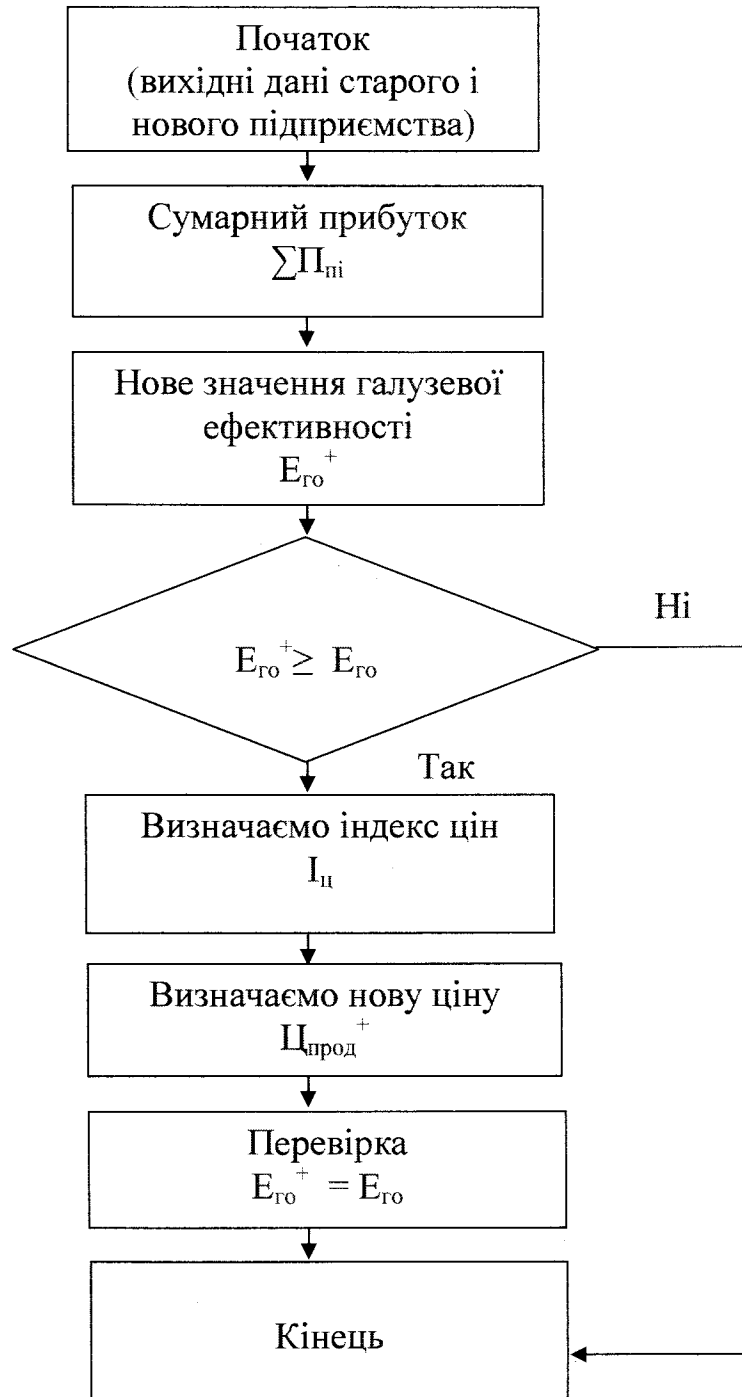 Початок
(вихідні дані старого і
нового підприємства)
Сумарний прибуток
∑Ппі
Нове значення галузевої
ефективності
Его⁺
Его⁺≥ Его
Ні
Так
Визначаємо індекс цін
Іц
Визначаємо нову ціну
Цпрод⁺
Перевірка
Его⁺ = Его
Кінець